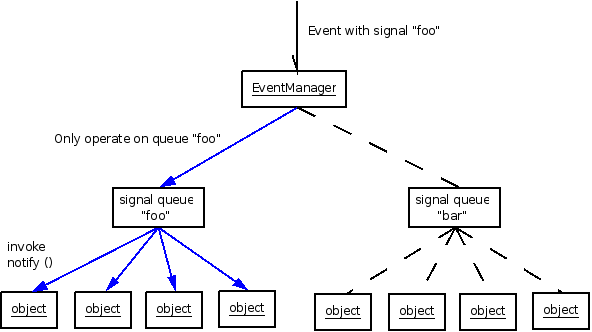 Event with signal "foo"
EventManager
Only operate on queue "foo"
signal queue
"foo"
signal queue
"bar"
invoke
notify ()
object
object
object
object
object
object
object
object